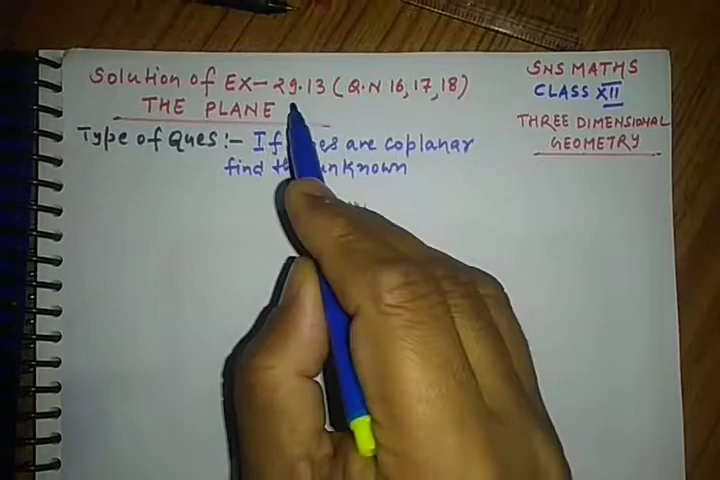 Solution of EX- 29.13 (Q.N 16,17,18)
THE PLANE
Type of Ques :- If are coplanar
find unknown
SNS MATHS
CLASS XII
THREE DIMENSIONAL
GEOMETRY